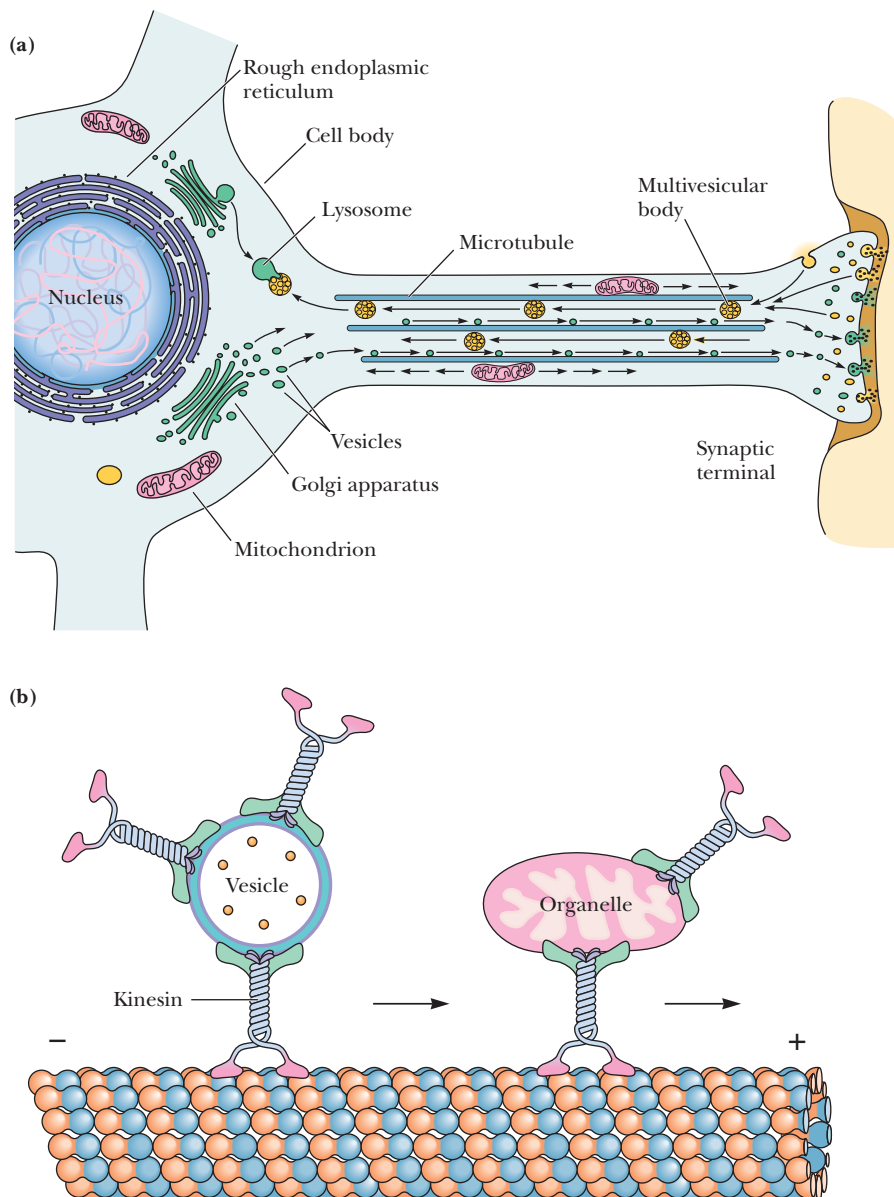 (a)
Rough endoplasmic
reticulum
Cell body
Multivesicular
body
Lysosome
Microtubule
Nucleus
Vesicles
Synaptic
terminal
Golgi apparatus
Mitochondrion
(b)
Vesicle
Organelle
Kinesin
– +